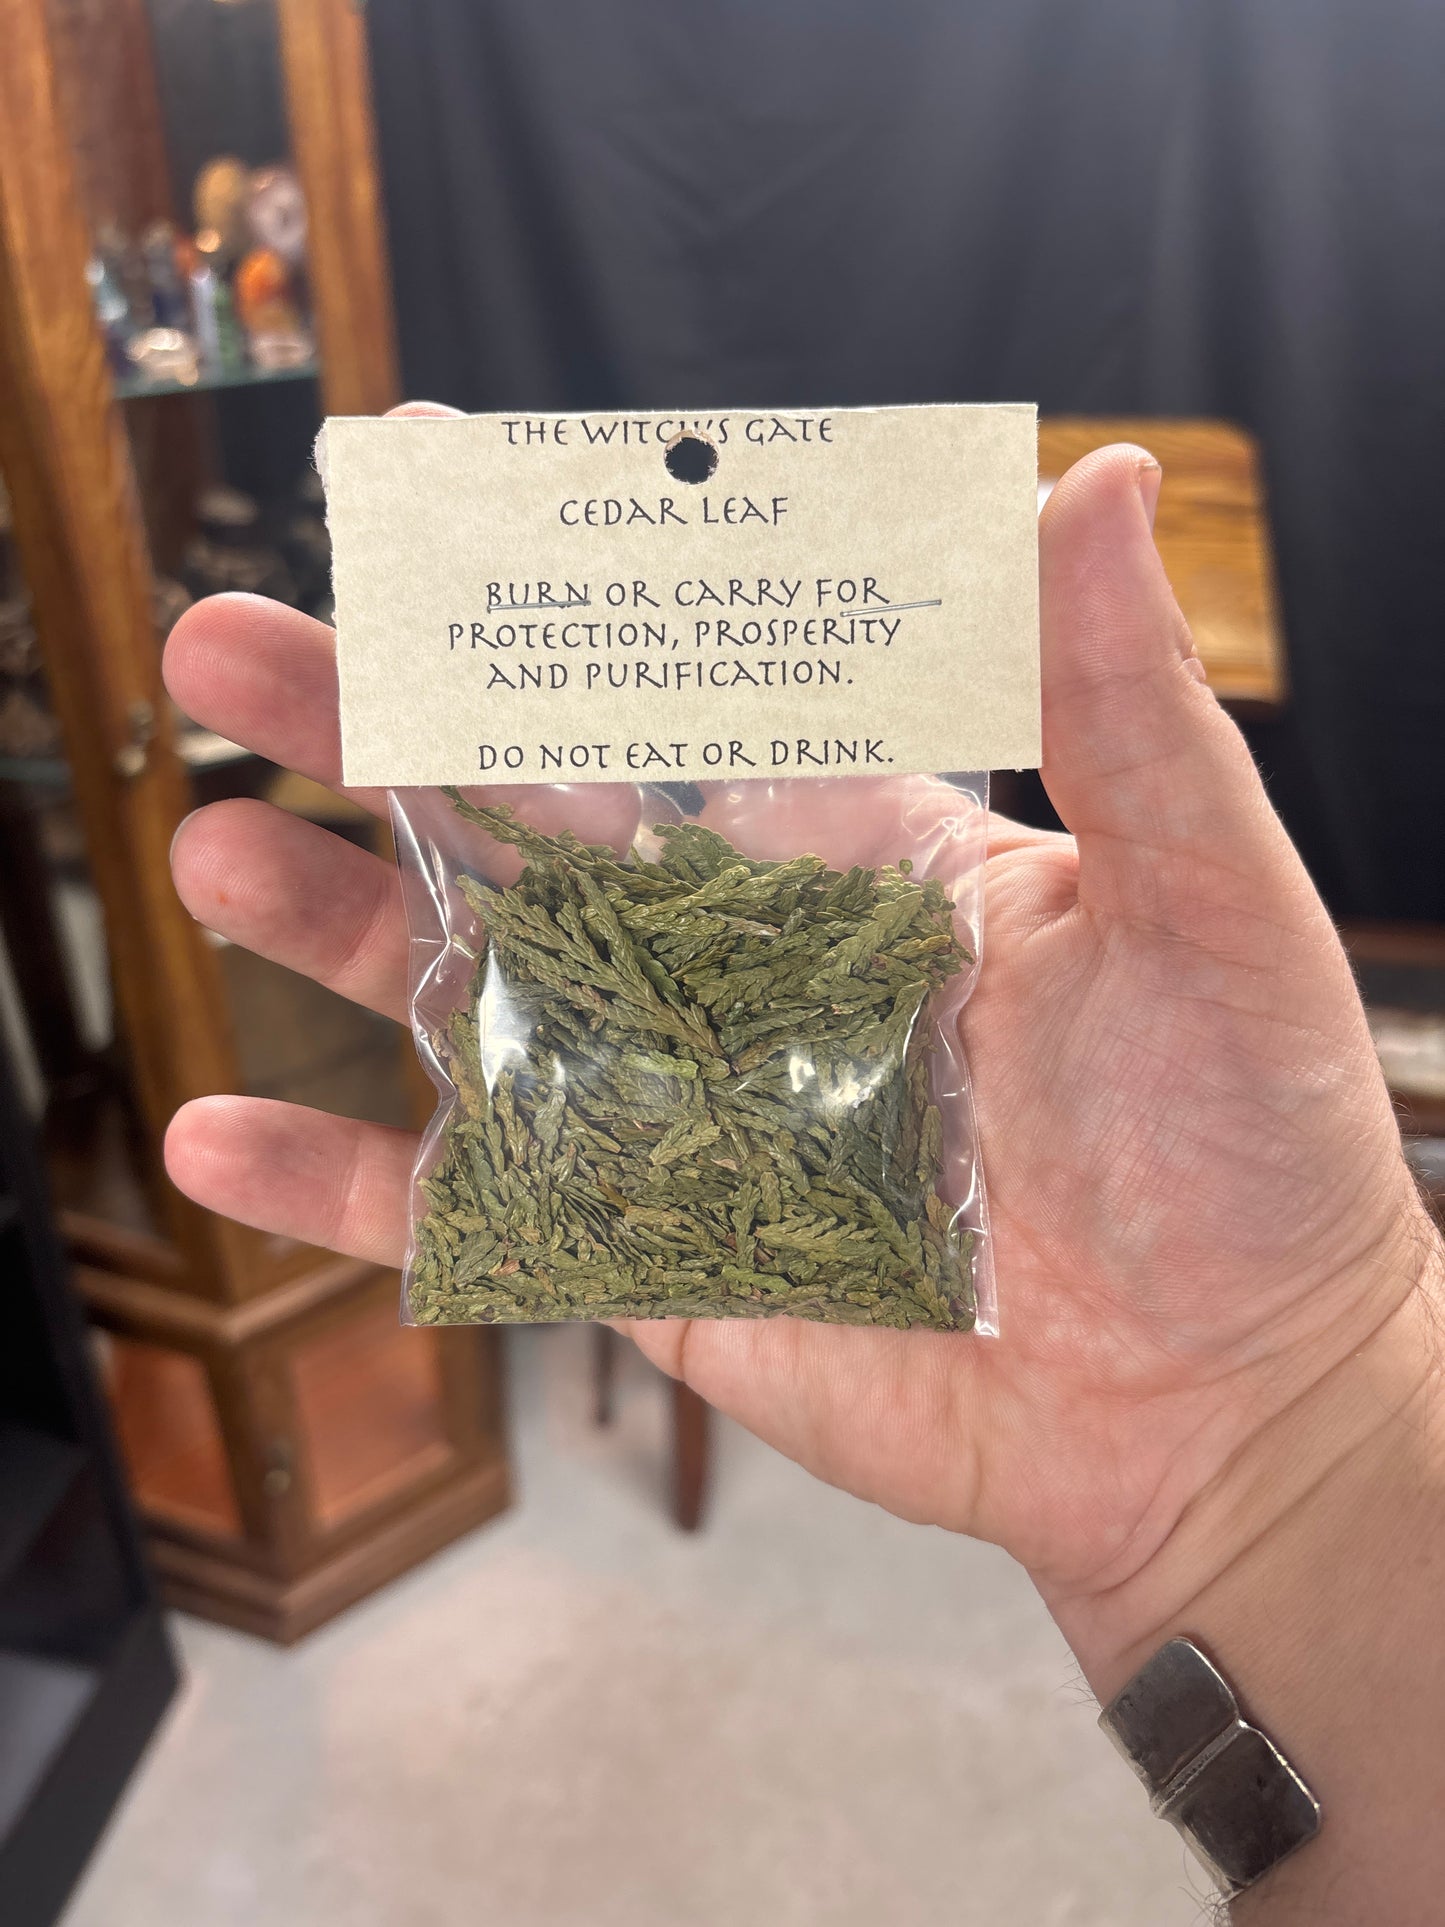 THE WITCH'S GATE
CEDAR LEAF
BURN OR CARRY FOR
PROTECTION, PROSPERITY
AND PURIFICATION.
DO NOT EAT OR DRINK.